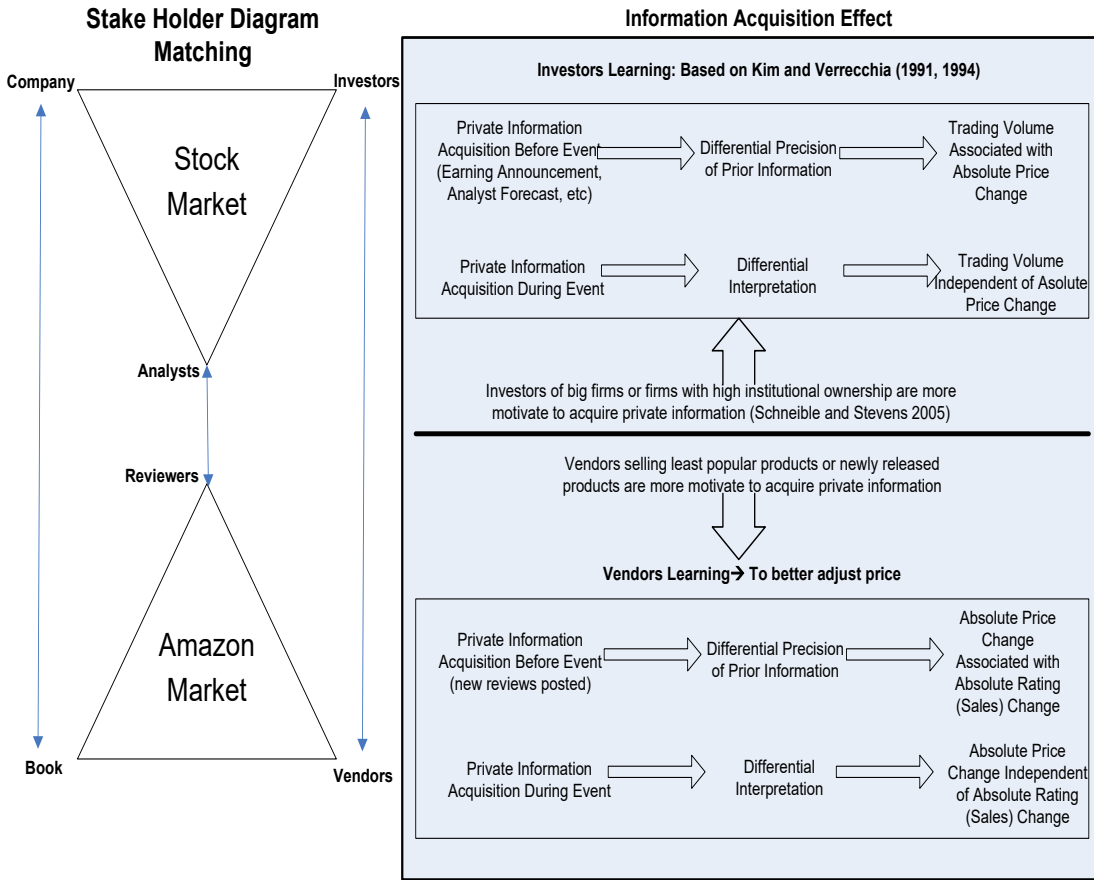 Stake Holder Diagram
Matching
Company
Investors
Stock
Market
Analysts
Reviewers
Amazon
Market
Book
Vendors
Information Acquisition Effect
Investors Learning: Based on Kim and Verrecchia (1991, 1994)
Private Information
Acquisition Before Event
(Earning Announcement,
Analyst Forecast, etc)
Differential Precision
of Prior Information
Trading Volume
Associated with
Absolute Price
Change
Private Information
Acquisition During Event
Differential
Interpretation
Trading Volume
Independent of Asolute
Price Change
Investors of big firms or firms with high institutional ownership are more
motivate to acquire private information (Schneible and Stevens 2005)
Vendors selling least popular products or newly released
products are more motivate to acquire private information
Vendors Learning→ To better adjust price
Private Information
Acquisition Before Event
(new reviews posted)
Differential Precision
of Prior Information
Absolute Price
Change
Associated with
Absolute Rating
(Sales) Change
Private Information
Acquisition During Event
Differential
Interpretation
Absolute Price
Change Independent
of Absolute Rating
(Sales) Change